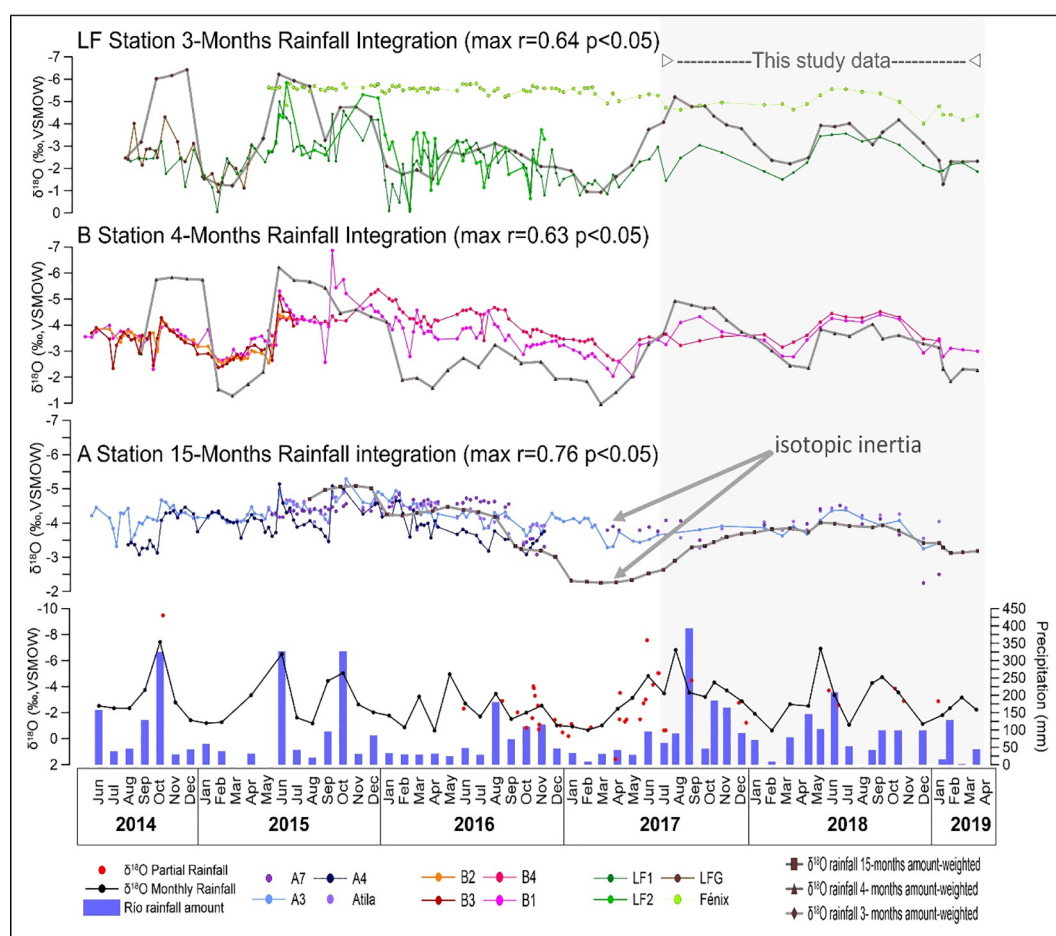 LF Station 3-Months Rainfall Integration (max r=0.64 p<0.05)
This study data
δ¹⁸O (‰,VSMOW)
-7
-6
-5
-4
-3
-2
-1
0
B Station 4-Months Rainfall Integration (max r=0.63 p<0.05)
δ¹⁸O (‰,VSMOW)
-7
-6
-5
-4
-3
-2
-1
A Station 15-Months Rainfall integration (max r=0.76 p<0.05)
isotopic inertia
δ¹⁸O (‰,VSMOW)
-7
-6
-5
-4
-3
-2
δ¹⁸O (‰,VSMOW)
-10
-8
-6
-4
-2
0
2
Precipitation (mm)
450
400
350
300
250
200
150
100
50
0
Jun Jul Aug Sep Oct Nov Dec Jan Feb Mar Apr May Jun Jul Aug Sep Oct Nov Dec Jan Feb Mar Apr May Jun Jul Aug Sep Oct Nov Dec Jan Feb Mar Apr May Jun Jul Aug Sep Oct Nov Dec Jan Feb Mar Apr May Jun Jul Aug Sep Oct Nov Dec Jan Feb Mar Apr
2014 2015 2016 2017 2018 2019
δ¹⁸O Partial Rainfall
δ¹⁸O Monthly Rainfall
Río rainfall amount
A7 A4
A3 Atila
B2 B4
B3 B1
LF1 LFG
LF2 Fénix
δ¹⁸O rainfall 15-months amount-weighted
δ¹⁸O rainfall 4- months amount-weighted
δ¹⁸O rainfall 3- months amount-weighted